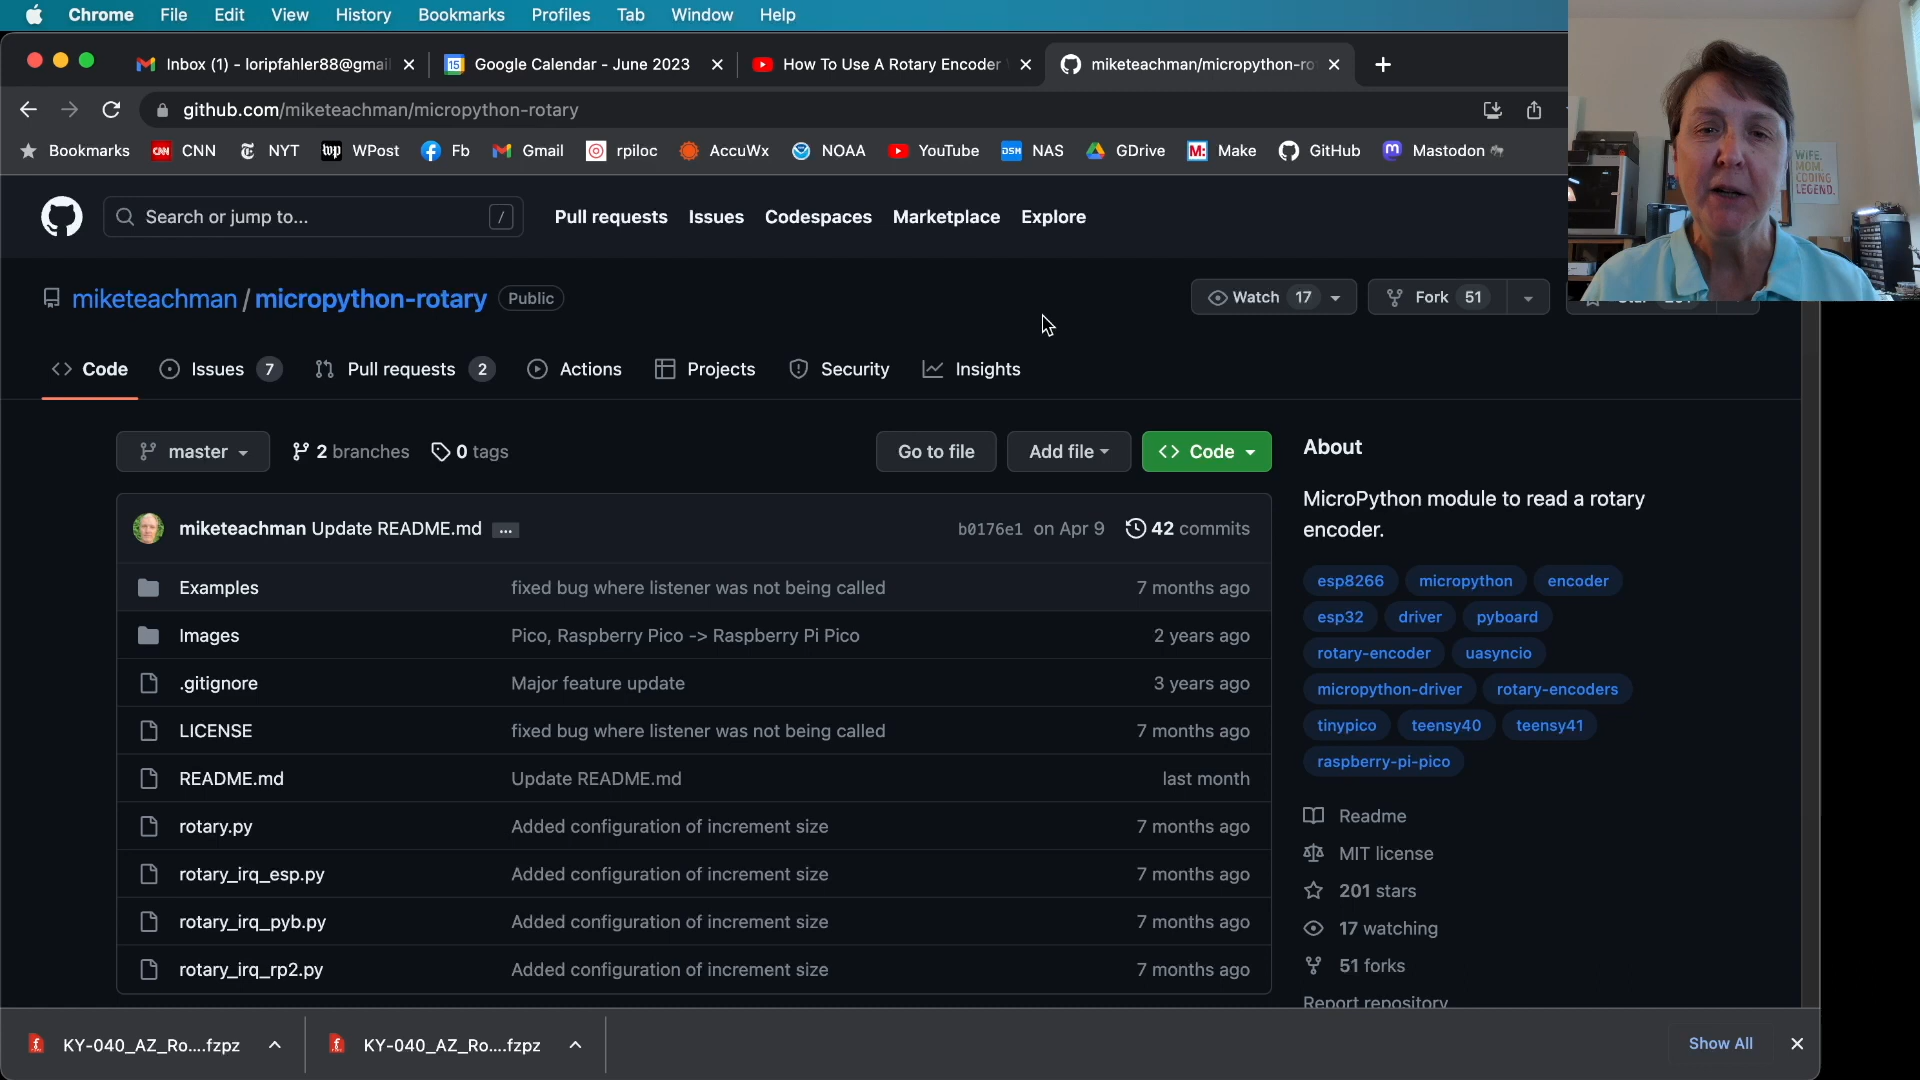 Chrome File Edit View History Bookmarks Profiles Tab Window Help
Inbox (1) - loripfahler88@gmai
15 Google Calendar - June 2023
How To Use A Rotary Encoder
miketeachman/micropython-ro
github.com/miketeachman/micropython-rotary
Bookmarks CNN CNN NYT wp WPost Fb Gmail rpiloc AccuWx NOAA YouTube DSM NAS GDrive M: Make GitHub Mastodon
WIFE.
MOM.
CODING
LEGEND.
Search or jump to... /
Pull requests Issues Codespaces Marketplace Explore
miketeachman / micropython-rotary Public
Watch 17 Fork 51
Code Issues 7 Pull requests 2 Actions Projects Security Insights
master 2 branches 0 tags Go to file Add file Code
miketeachman Update README.md ... b0176e1 on Apr 9 42 commits
Examples fixed bug where listener was not being called 7 months ago
Images Pico, Raspberry Pico -> Raspberry Pi Pico 2 years ago
.gitignore Major feature update 3 years ago
LICENSE fixed bug where listener was not being called 7 months ago
README.md Update README.md last month
rotary.py Added configuration of increment size 7 months ago
rotary_irq_esp.py Added configuration of increment size 7 months ago
rotary_irq_pyb.py Added configuration of increment size 7 months ago
rotary_irq_rp2.py Added configuration of increment size 7 months ago
About
MicroPython module to read a rotary
encoder.
esp8266 micropython encoder
esp32 driver pyboard
rotary-encoder uasyncio
micropython-driver rotary-encoders
tinypico teensy40 teensy41
raspberry-pi-pico
Readme
MIT license
201 stars
17 watching
51 forks
Report repository
KY-040_AZ_Ro....fzpz KY-040_AZ_Ro....fzpz Show All